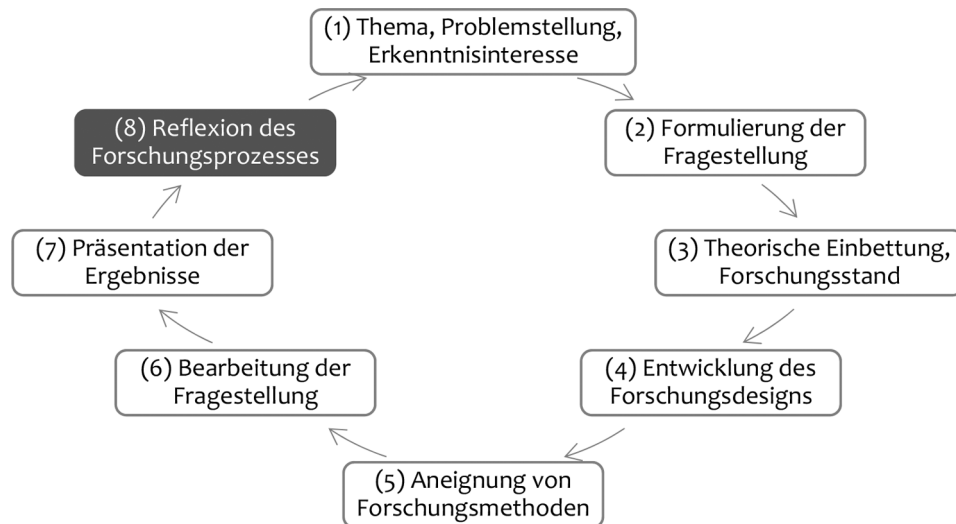 (1) Thema, Problemstellung,
Erkenntnisinteresse
(2) Formulierung der
Fragestellung
(3) Theorische Einbettung,
Forschungsstand
(4) Entwicklung des
Forschungsdesigns
(5) Aneignung von
Forschungsmethoden
(6) Bearbeitung der
Fragestellung
(7) Präsentation der
Ergebnisse
(8) Reflexion des
Forschungsprozesses